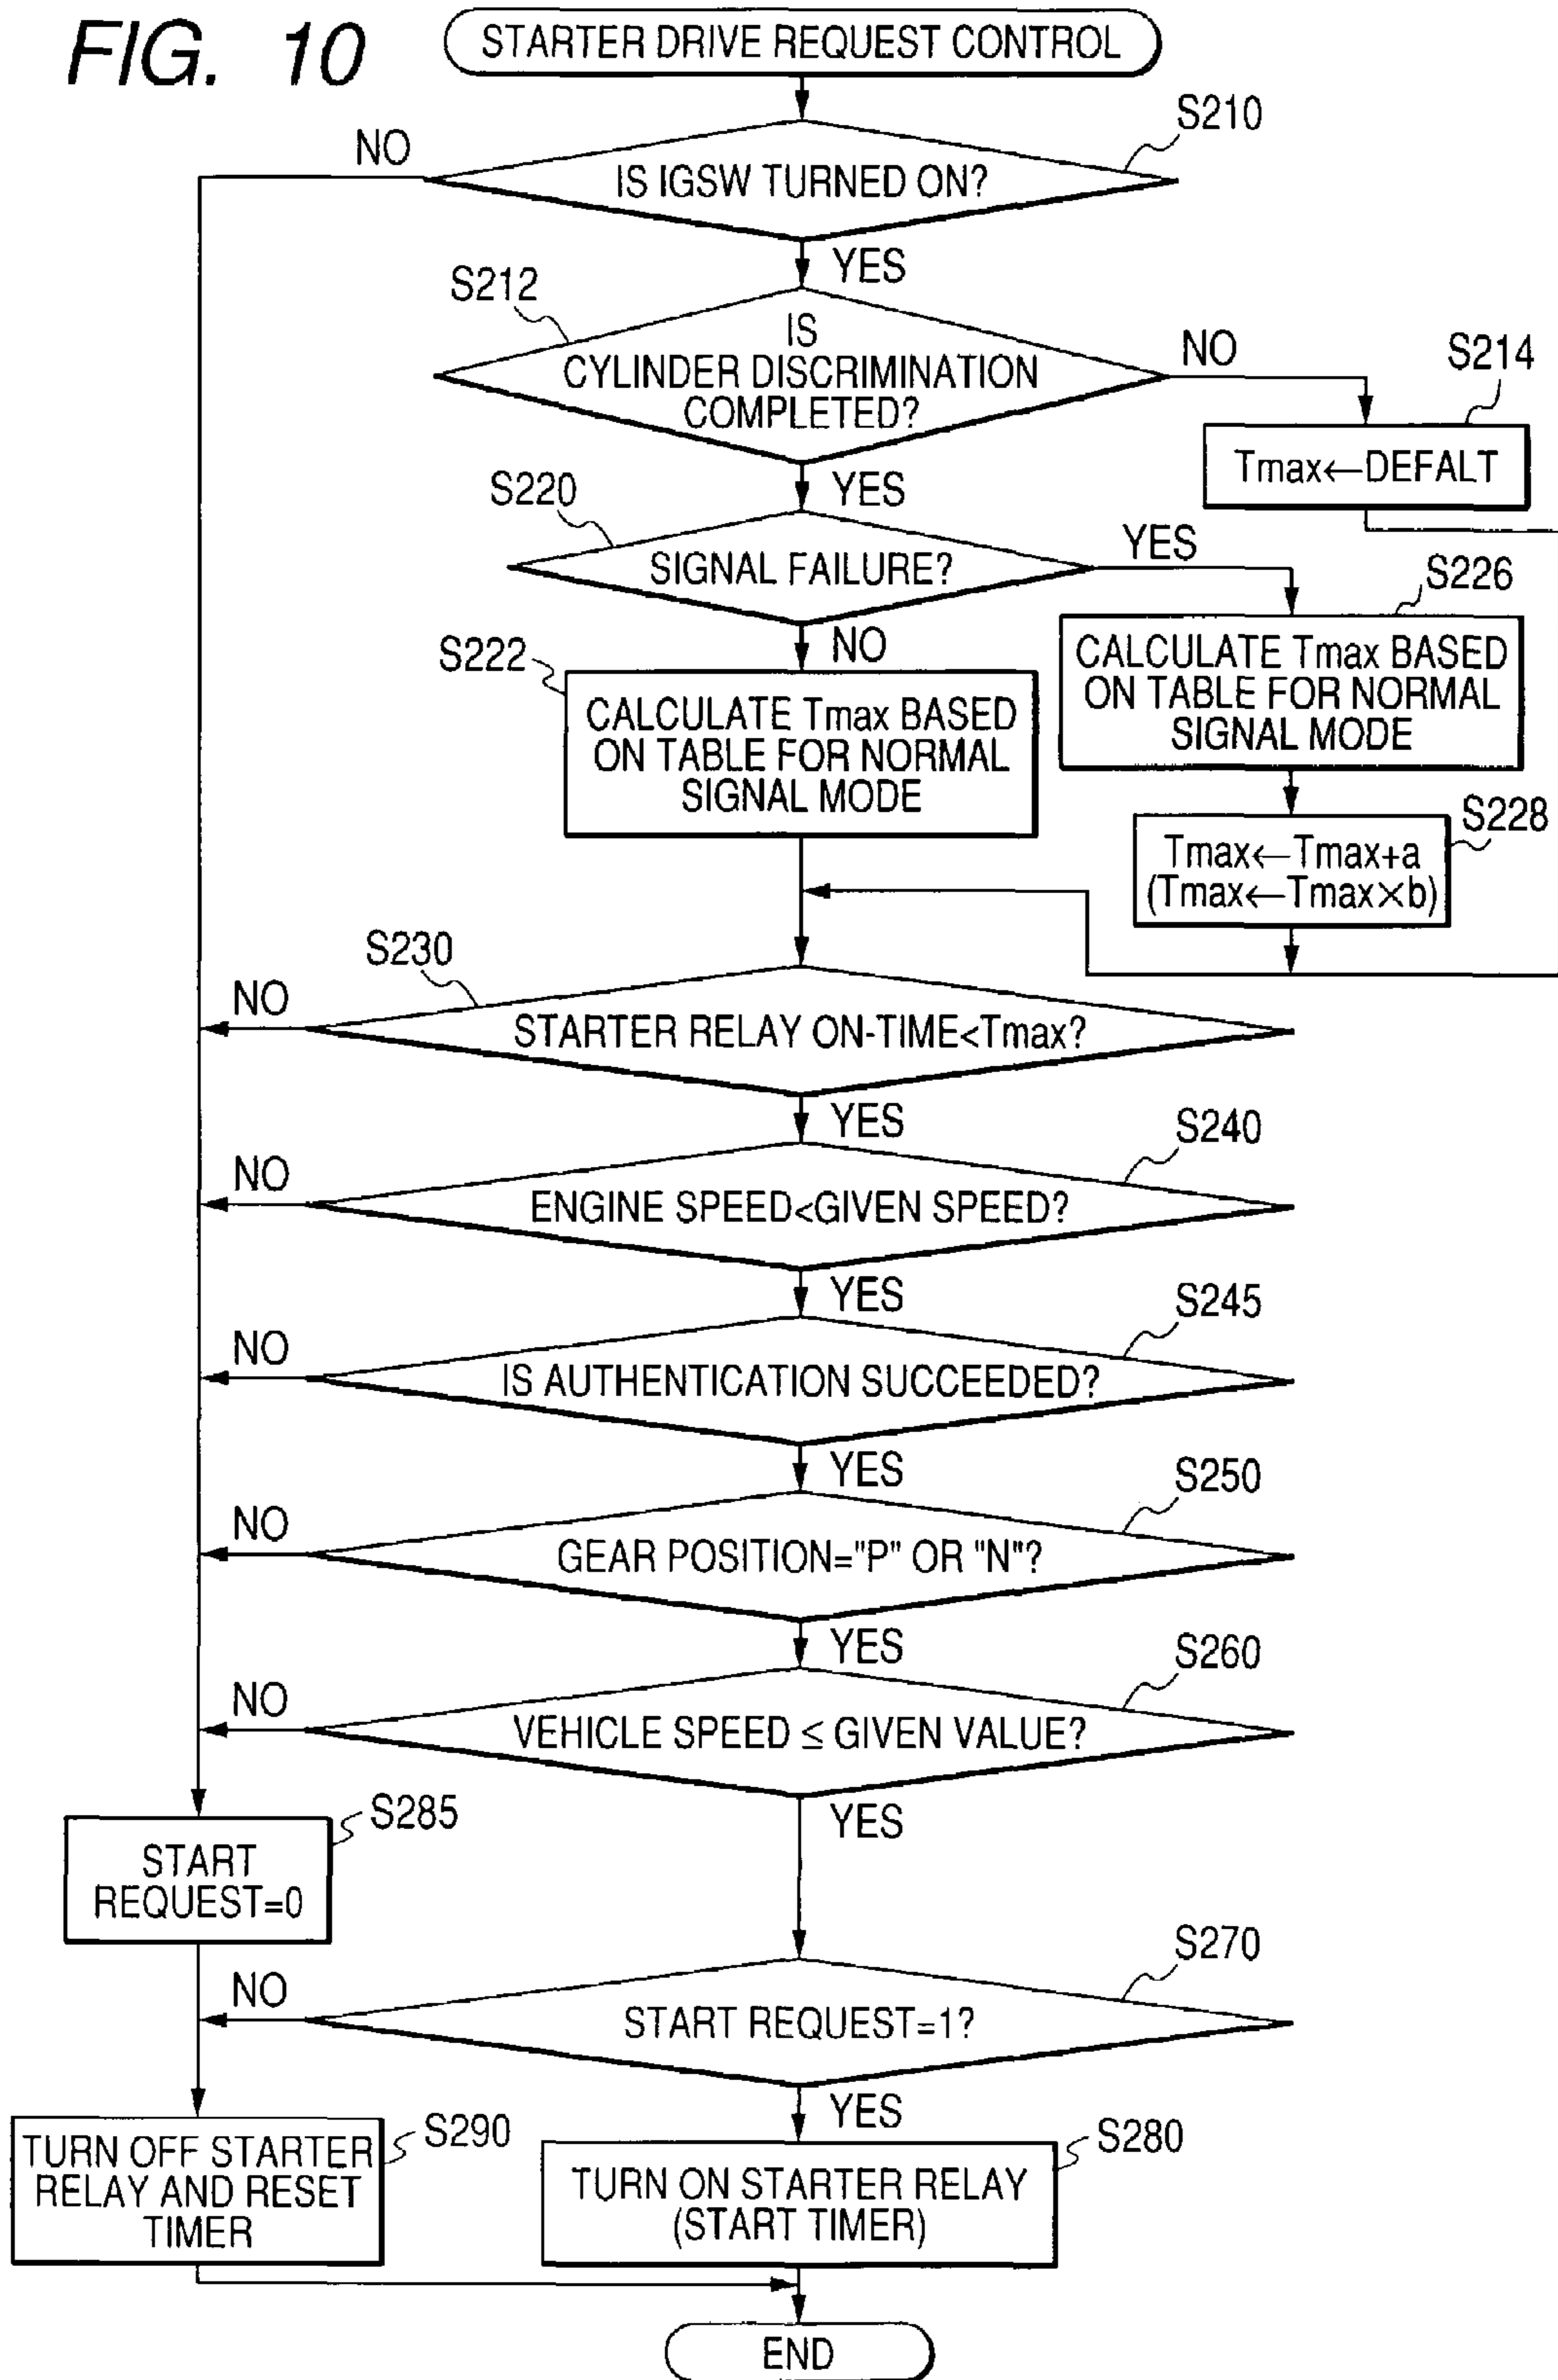 FIG. 10
STARTER DRIVE REQUEST CONTROL
S210
NO
IS IGSW TURNED ON?
YES
S212
IS
CYLINDER DISCRIMINATION
COMPLETED?
NO
S214
Tmax←DEFALT
YES
S220
SIGNAL FAILURE?
YES
S226
CALCULATE Tmax BASED
ON TABLE FOR NORMAL
SIGNAL MODE
NO
S222
CALCULATE Tmax BASED
ON TABLE FOR NORMAL
SIGNAL MODE
S228
Tmax←Tmax+a
(Tmax←Tmax×b)
S230
NO
STARTER RELAY ON-TIME<Tmax?
YES
S240
NO
ENGINE SPEED<GIVEN SPEED?
YES
S245
NO
IS AUTHENTICATION SUCCEEDED?
YES
S250
NO
GEAR POSITION="P" OR "N"?
YES
S260
NO
VEHICLE SPEED ≤ GIVEN VALUE?
YES
S285
START
REQUEST=0
S270
NO
START REQUEST=1?
YES
S290
TURN OFF STARTER
RELAY AND RESET
TIMER
S280
TURN ON STARTER RELAY
(START TIMER)
END